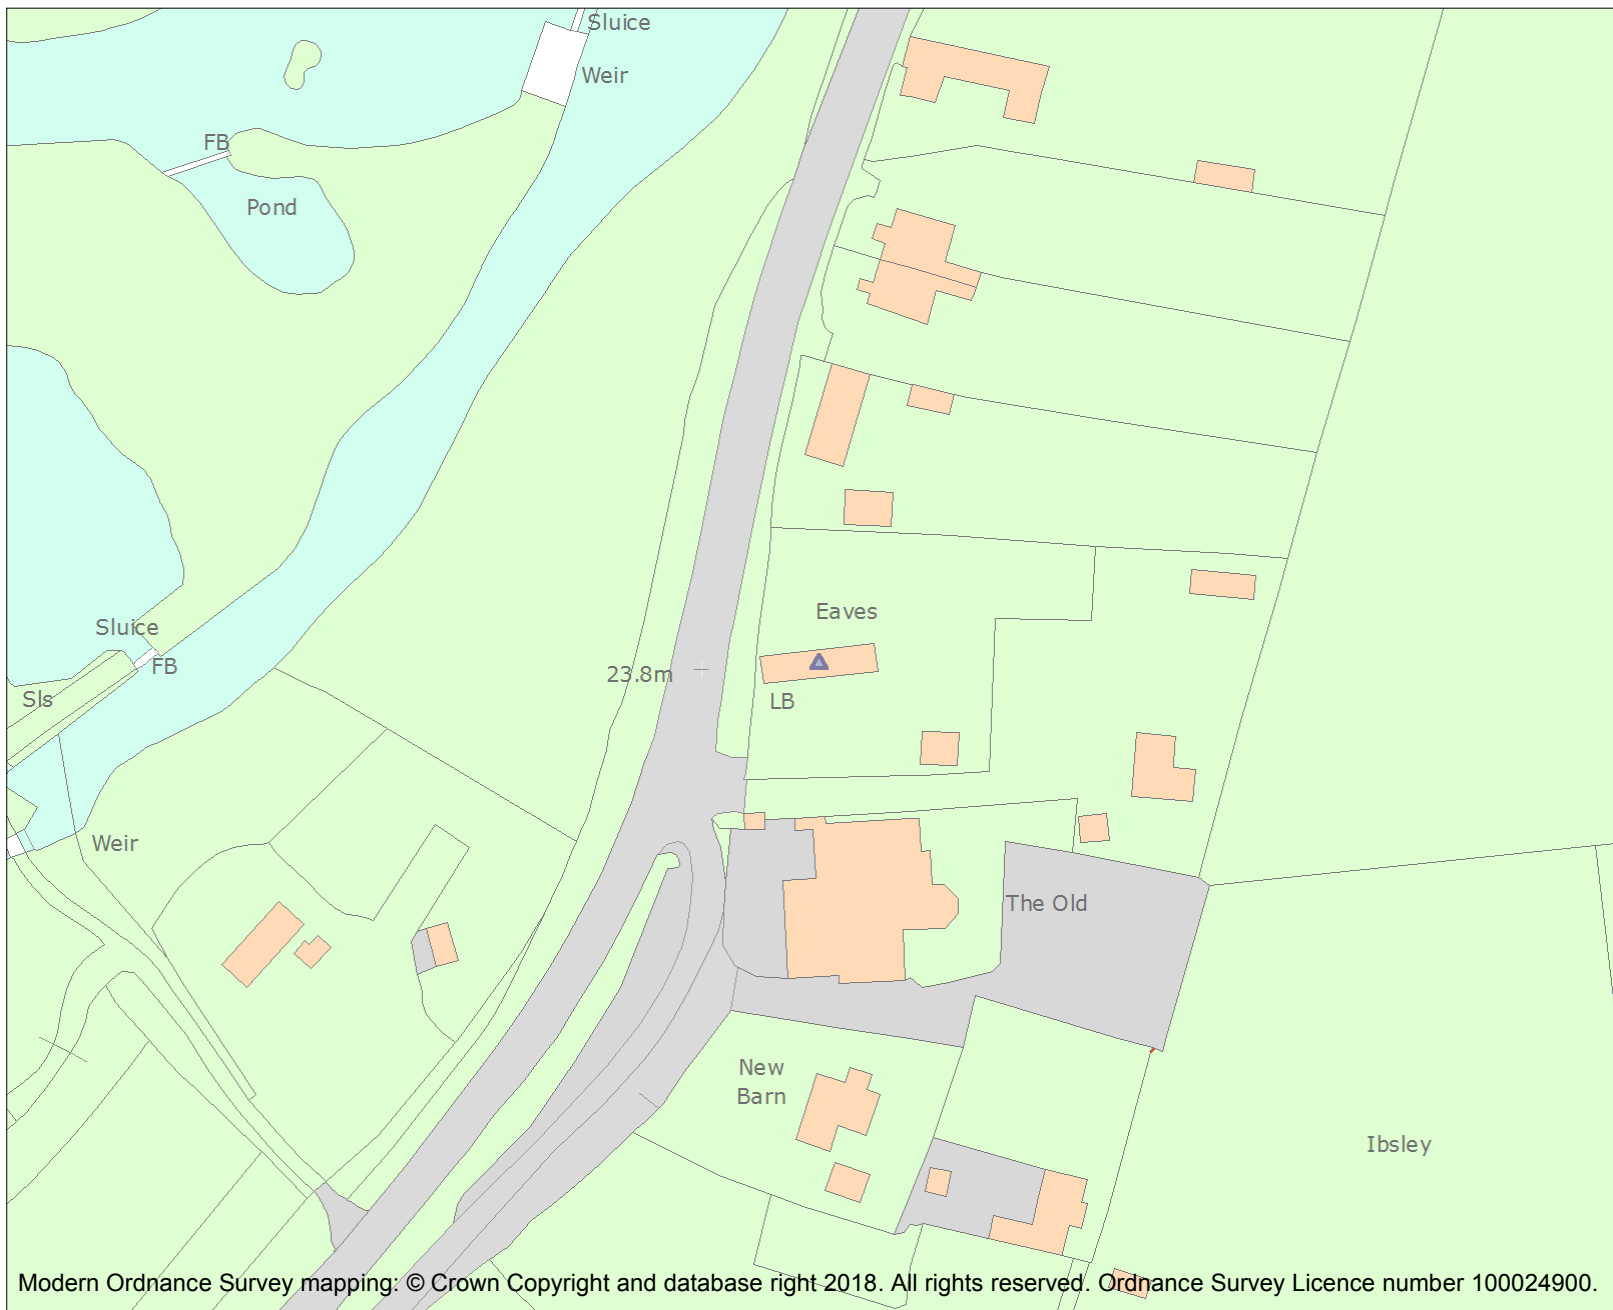 Sluice
Weir
FB
Pond
Eaves
Sluice
FB
23.8m
Sls
LB
Weir
The Old
New
Barn
Ibsley
Modern Ordnance Survey mapping: © Crown Copyright and database right 2018. All rights reserved. Ordnance Survey Licence number 100024900.